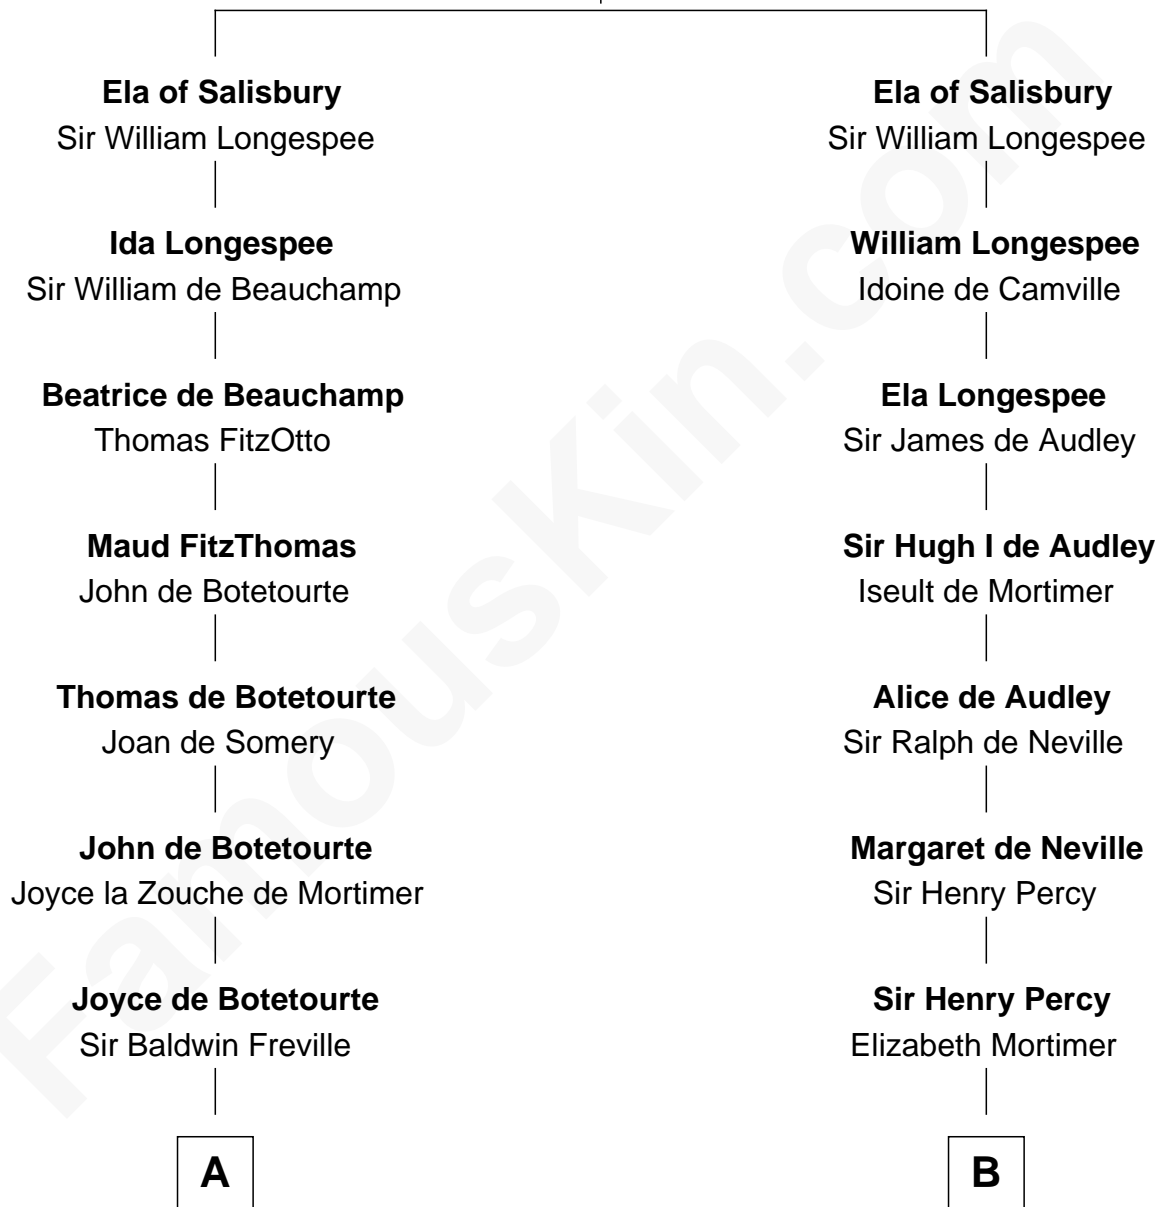 Ela of Salisbury
Sir William Longespee
Ida Longespee
Sir William de Beauchamp
Beatrice de Beauchamp
Thomas FitzOtto
Maud FitzThomas
John de Botetourte
Thomas de Botetourte
Joan de Somery
John de Botetourte
Joyce la Zouche de Mortimer
Joyce de Botetourte
Sir Baldwin Freville
A
Ela of Salisbury
Sir William Longespee
William Longespee
Idoine de Camville
Ela Longespee
Sir James de Audley
Sir Hugh I de Audley
Iseult de Mortimer
Alice de Audley
Sir Ralph de Neville
Margaret de Neville
Sir Henry Percy
Sir Henry Percy
Elizabeth Mortimer
B
FamousKin.com